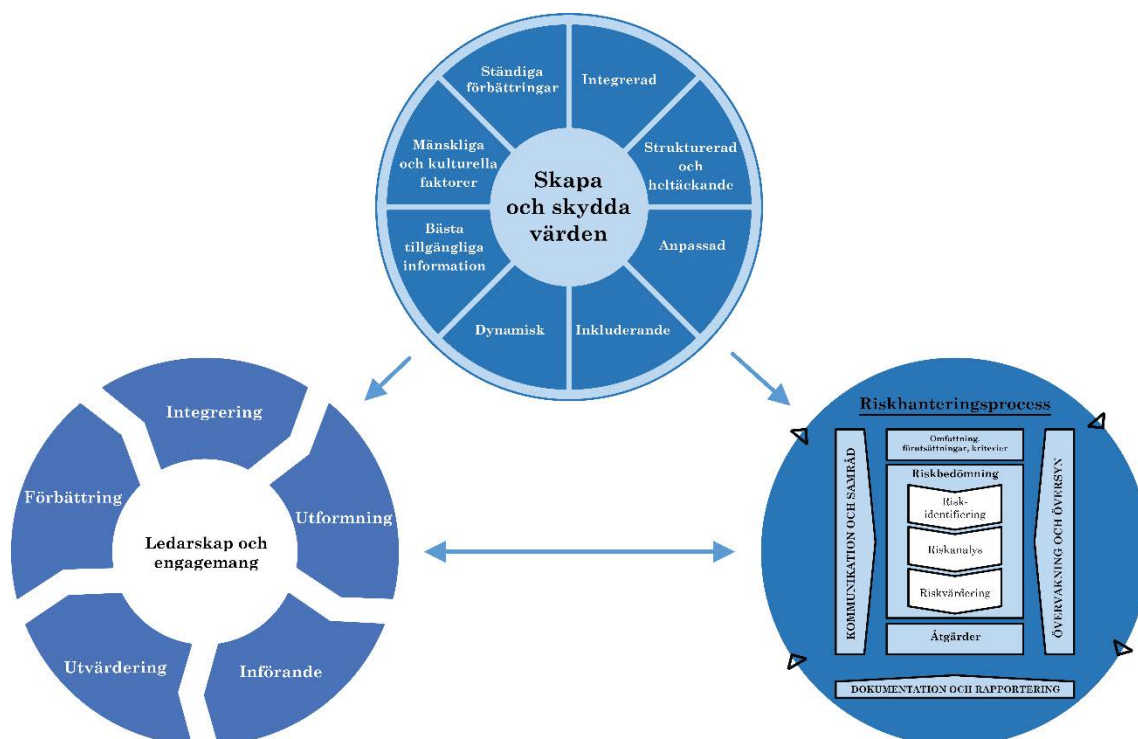 Ständiga
förbättringar
Integrerad
Strukturerad
och
heltäckande
Anpassad
Inkluderande
Dynamisk
Bästa
tillgängliga
information
Mänskliga
och kulturella
faktorer
Skapa
och skydda
värden
Integrering
Utformning
Införande
Utvärdering
Förbättring
Ledarskap och
engagemang
Riskhanteringsprocess
KOMMUNIKATION OCH SAMRÅD
Omfattning,
förutsättningar, kriterier
Riskbedömning
Risk-
identifiering
Riskanalys
Riskvärdering
Åtgärder
ÖVERVAKNING OCH ÖVERSYN
DOKUMENTATION OCH RAPPORTERING